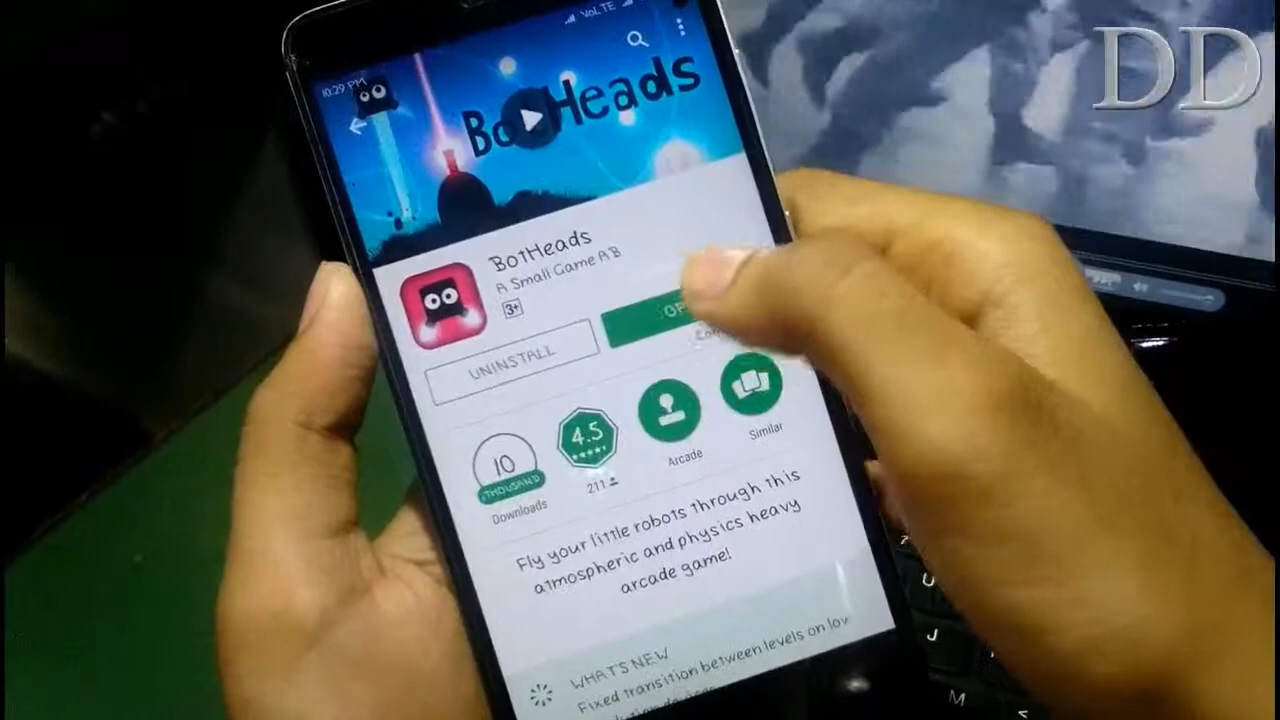 DD
VoLTE
10:29 PM
BotHeads
BotHeads
A Small Game AB
3+
UNINSTALL
10
THOUSAND
Downloads
4.5
211
Arcade
Similar
Fly your little robots through this
atmospheric and physics heavy
arcade game!
WHAT'S NEW
Fixed transition between levels on low
U
J
M
<